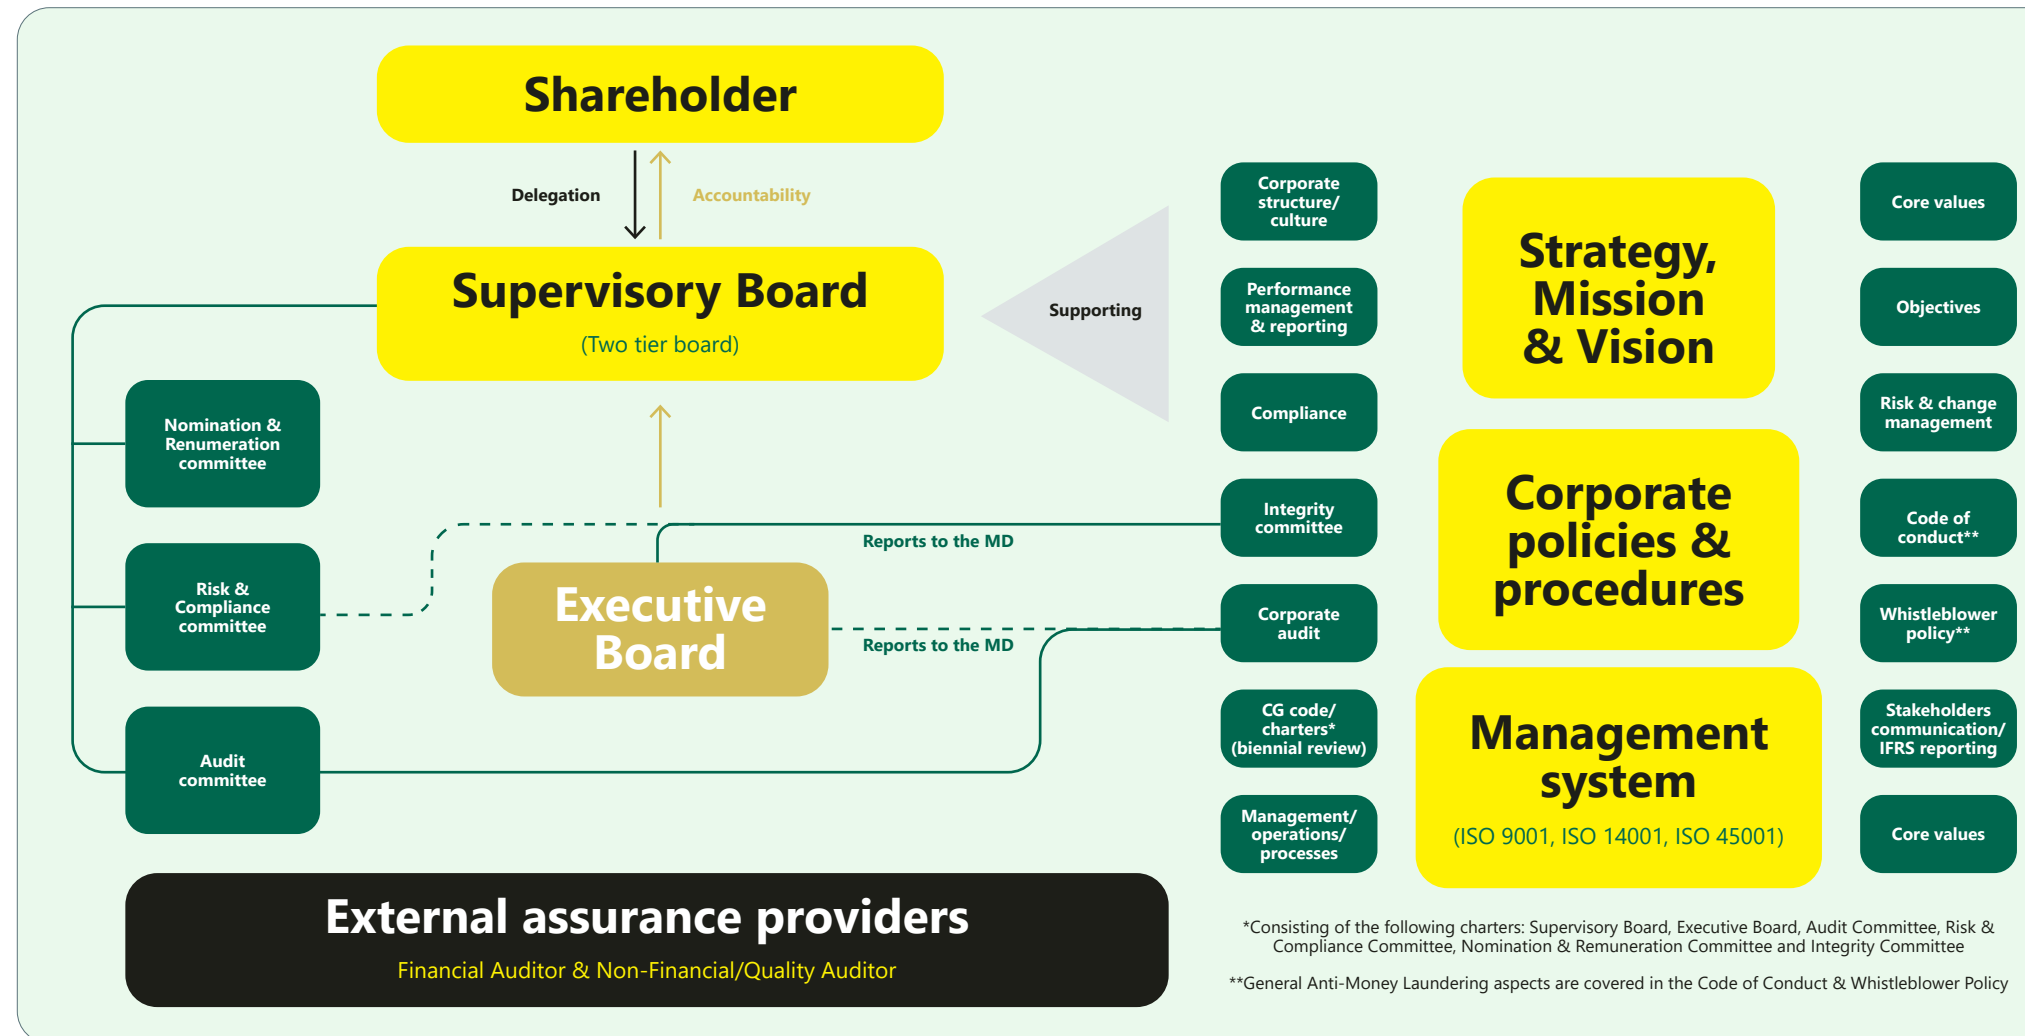 Shareholder
Delegation
Accountability
Supervisory Board
(Two tier board)
Supporting
Nomination &
Renumeration
committee
Risk &
Compliance
committee
Audit
committee
Executive
Board
Reports to the MD
Reports to the MD
External assurance providers
Financial Auditor & Non-Financial/Quality Auditor
Corporate
structure/
culture
Performance
management
& reporting
Compliance
Integrity
committee
Corporate
audit
CG code/
charters*
(biennial review)
Management/
operations/
processes
Strategy,
Mission
& Vision
Corporate
policies &
procedures
Management
system
(ISO 9001, ISO 14001, ISO 45001)
Core values
Objectives
Risk & change
management
Code of
conduct**
Whistleblower
policy**
Stakeholders
communication/
IFRS reporting
Core values
*Consisting of the following charters: Supervisory Board, Executive Board, Audit Committee, Risk &
Compliance Committee, Nomination & Remuneration Committee and Integrity Committee
**General Anti-Money Laundering aspects are covered in the Code of Conduct & Whistleblower Policy